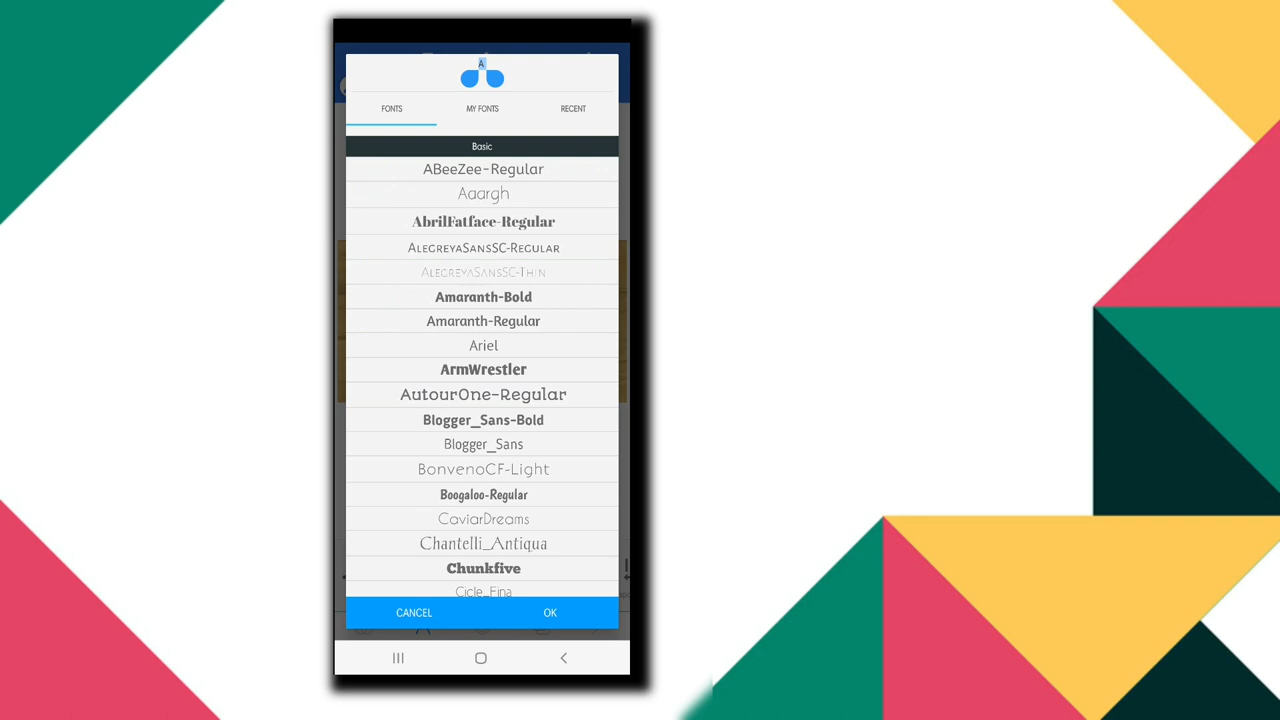 A
FONTS
MY FONTS
RECENT
Basic
ABeeZee-Regular
Aaargh
AbrilFatface-Regular
AlegreyaSansSC-Regular
AlegreyaSansSC-Thin
Amaranth-Bold
Amaranth-Regular
Ariel
ArmWrestler
AutourOne-Regular
Blogger_Sans-Bold
Blogger_Sans
BonvenoCF-Light
Boogaloo-Regular
CaviarDreams
Chantelli_Antiqua
Chunkfive
Cicle_Fina
CANCEL
OK